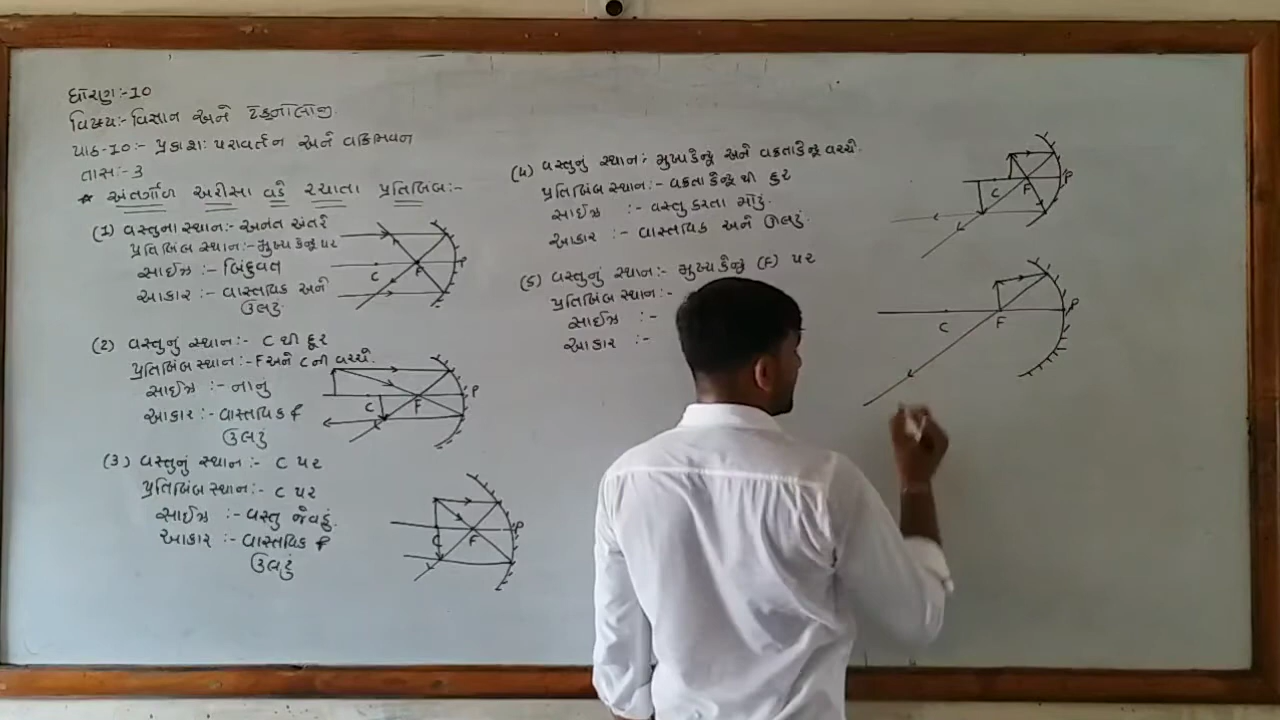 ધોરણ:-10
વિષય:- વિજ્ઞાન અને ટેકનોલોજી.
પાઠ-10:- પ્રકાશ: પરાવર્તન અને વક્રિભવન
તાસ:-3
* અંતર્ગોળ અરીસા વડે રચાતા પ્રતિબિંબ:-
(1) વસ્તુના સ્થાન:- અનંત અંતરે
પ્રતિબિંબ સ્થાન:- મુખ્ય કેન્દ્ર પર
સાઈઝ :- બિંદુવત
આકાર :- વાસ્તવિક અને
ઉલટું.
C F P
(2) વસ્તુનું સ્થાન:- C થી દૂર
પ્રતિબિંબ સ્થાન:- F અને C ની વચ્ચે.
સાઈઝ :- નાનુ
આકાર :- વાસ્તવિક f
ઉલટું
C F P
(3) વસ્તુનું સ્થાન :- C પર
પ્રતિબિંબ સ્થાન:- C પર
સાઈઝ :- વસ્તુ જેવડું.
આકાર :- વાસ્તવિક f
ઉલટું
C F P
(4) વસ્તુનું સ્થાન: મુખ્યકેન્દ્ર અને વક્રતાકેન્દ્ર વચ્ચે.
પ્રતિબિંબ સ્થાન:- વક્રતા કેન્દ્ર થી દુર
સાઈઝ :- વસ્તુ કરતા મોટું.
આકાર :- વાસ્તવિક અને ઉલટું.
C F P
(5) વસ્તુનું સ્થાન:- મુખ્ય કેન્દ્ર (F) પર
પ્રતિબિંબ સ્થાન:-
સાઈઝ :-
આકાર :-
C F P